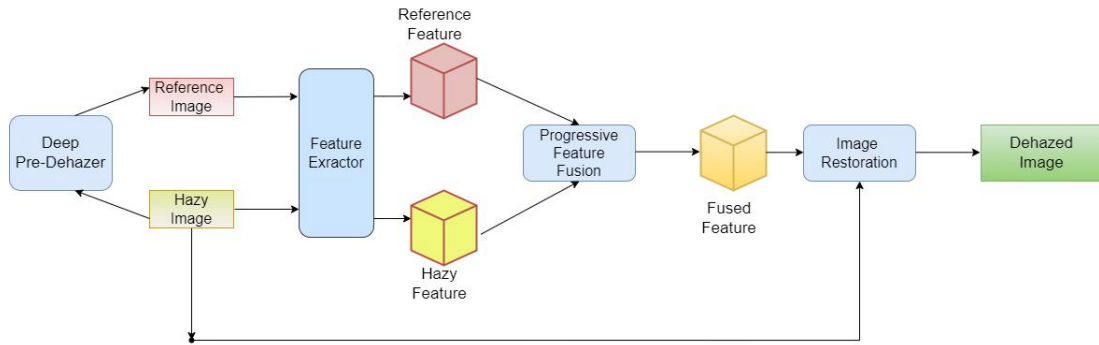 Reference
Feature
Reference
Image
Deep
Pre-Dehazer
Feature
Exractor
Progressive
Feature
Fusion
Image
Restoration
Dehazed
Image
Hazy
Image
Fused
Feature
Hazy
Feature